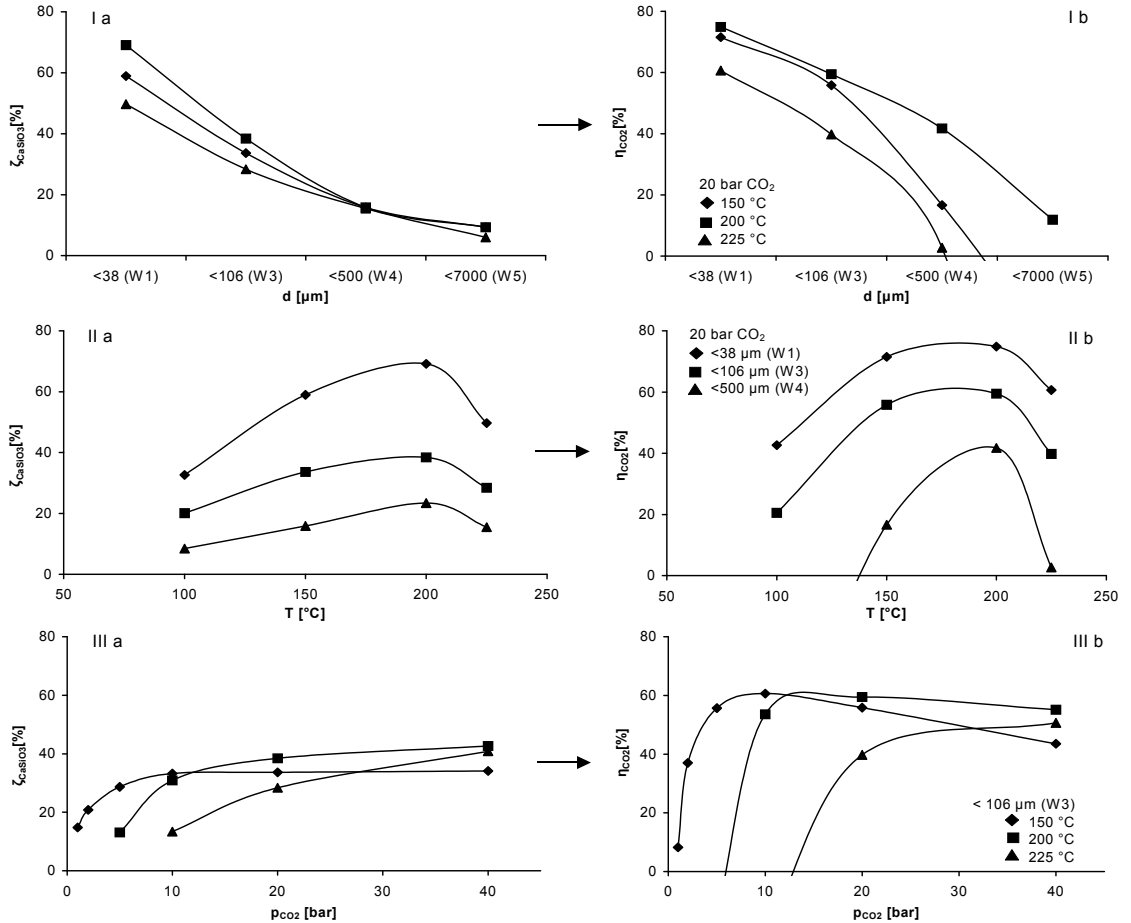 I a
80
60
40
20
0
ζCaSiO3[%]
<38 (W1) <106 (W3) <500 (W4) <7000 (W5)
d [µm]
I b
80
60
40
20
0
ηCO2[%]
20 bar CO2
150 °C
200 °C
225 °C
<38 (W1) <106 (W3) <500 (W4) <7000 (W5)
d [µm]
II a
80
60
40
20
0
ζCaSiO3[%]
50 100 150 200 250
T [°C]
II b
80
60
40
20
0
ηCO2[%]
20 bar CO2
<38 µm (W1)
<106 µm (W3)
<500 µm (W4)
50 100 150 200 250
T [°C]
III a
80
60
40
20
0
ζCaSiO3[%]
0 10 20 30 40
pCO2 [bar]
III b
80
60
40
20
0
ηCO2[%]
< 106 µm (W3)
150 °C
200 °C
225 °C
0 10 20 30 40
pCO2 [bar]